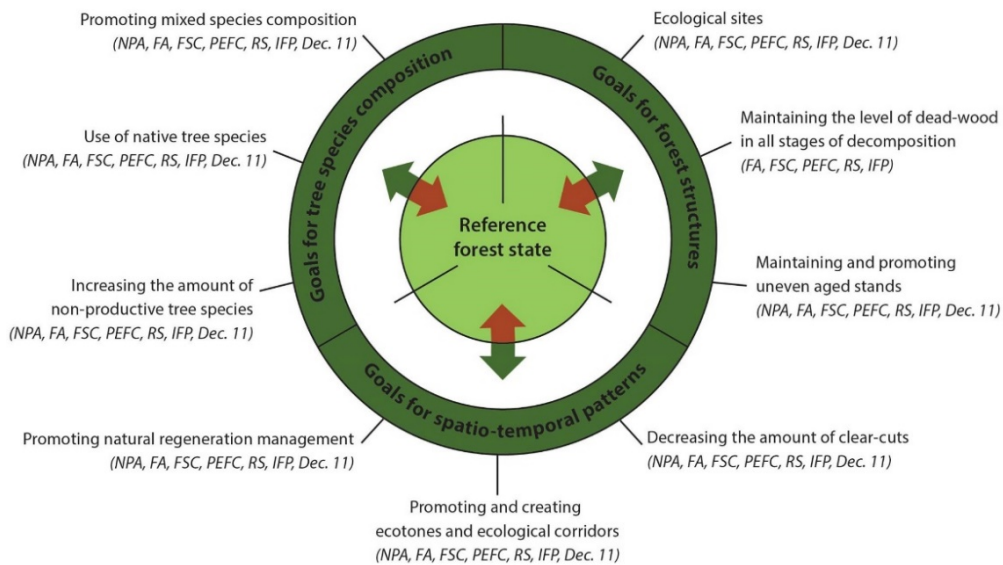 Promoting mixed species composition
(NPA, FA, FSC, PEFC, RS, IFP, Dec. 11)
Ecological sites
(NPA, FA, FSC, PEFC, RS, IFP, Dec. 11)
Use of native tree species
(NPA, FA, FSC, PEFC, RS, IFP, Dec. 11)
Maintaining the level of dead-wood
in all stages of decomposition
(FA, FSC, PEFC, RS, IFP)
Goals for tree species composition
Goals for forest structures
Reference
forest state
Increasing the amount of
non-productive tree species
(NPA, FA, FSC, PEFC, RS, IFP, Dec. 11)
Maintaining and promoting
uneven aged stands
(NPA, FA, FSC, PEFC, RS, IFP, Dec. 11)
Goals for spatio-temporal patterns
Promoting natural regeneration management
(NPA, FA, FSC, PEFC, RS, IFP, Dec. 11)
Decreasing the amount of clear-cuts
(NPA, FA, FSC, PEFC, RS, IFP, Dec. 11)
Promoting and creating
ecotones and ecological corridors
(NPA, FA, FSC, PEFC, RS, IFP, Dec. 11)